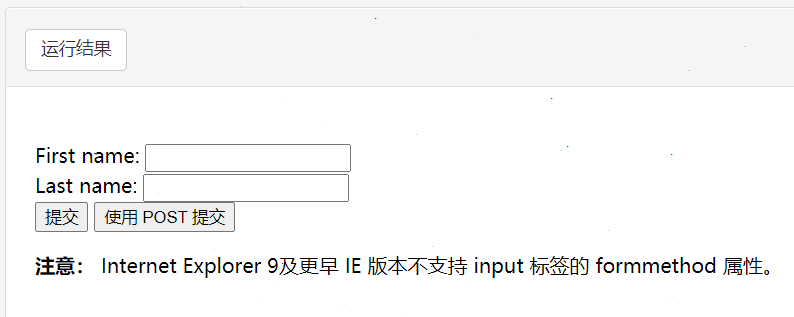 运行结果
First name:
Last name:
提交 使用 POST 提交
注意： Internet Explorer 9及更早 IE 版本不支持 input 标签的 formmethod 属性。